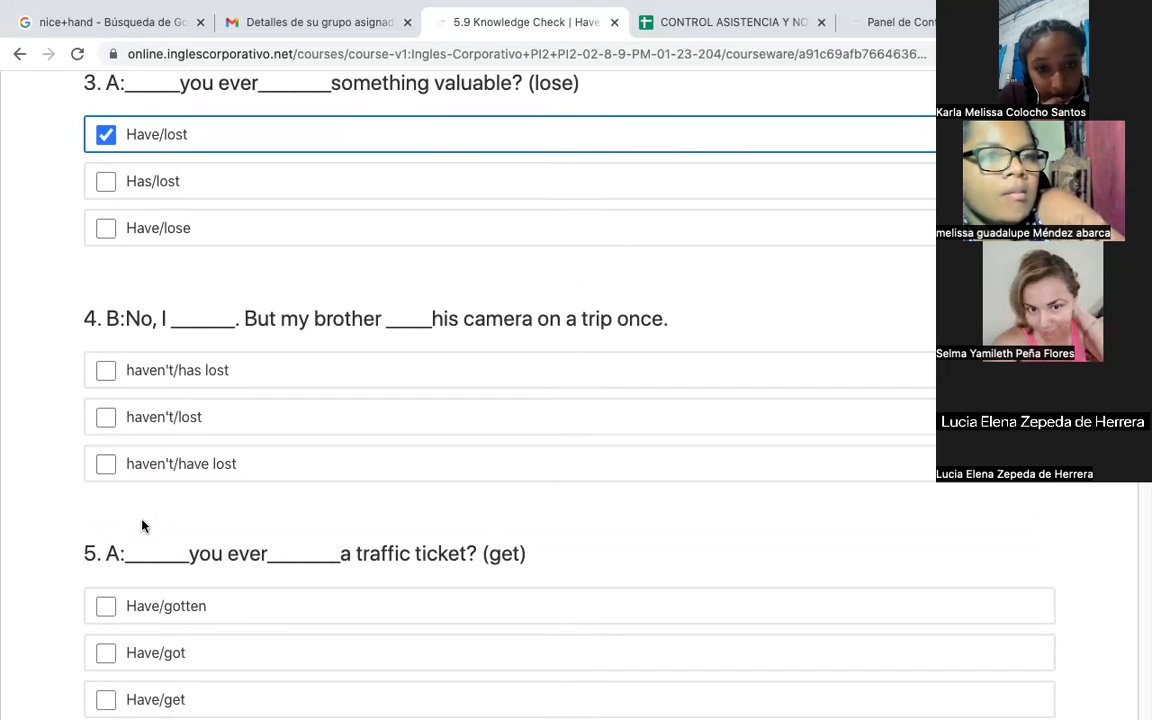 nice+hand - Búsqueda de Go
Detalles de su grupo asignad
5.9 Knowledge Check | Have
CONTROL ASISTENCIA Y NO
Panel de Cont
online.inglescorporativo.net/courses/course-v1:Ingles-Corporativo+PI2+PI2-02-8-9-PM-01-23-204/courseware/a91c69afb7664636...
3. A:______you ever________something valuable? (lose)
Have/lost
Has/lost
Have/lose
4. B:No, I _______. But my brother _____his camera on a trip once.
haven't/has lost
haven't/lost
haven't/have lost
5. A:_______you ever________a traffic ticket? (get)
Have/gotten
Have/got
Have/get
Karla Melissa Colocho Santos
melissa guadalupe Méndez abarca
Selma Yamileth Peña Flores
Lucia Elena Zepeda de Herrera
Lucia Elena Zepeda de Herrera